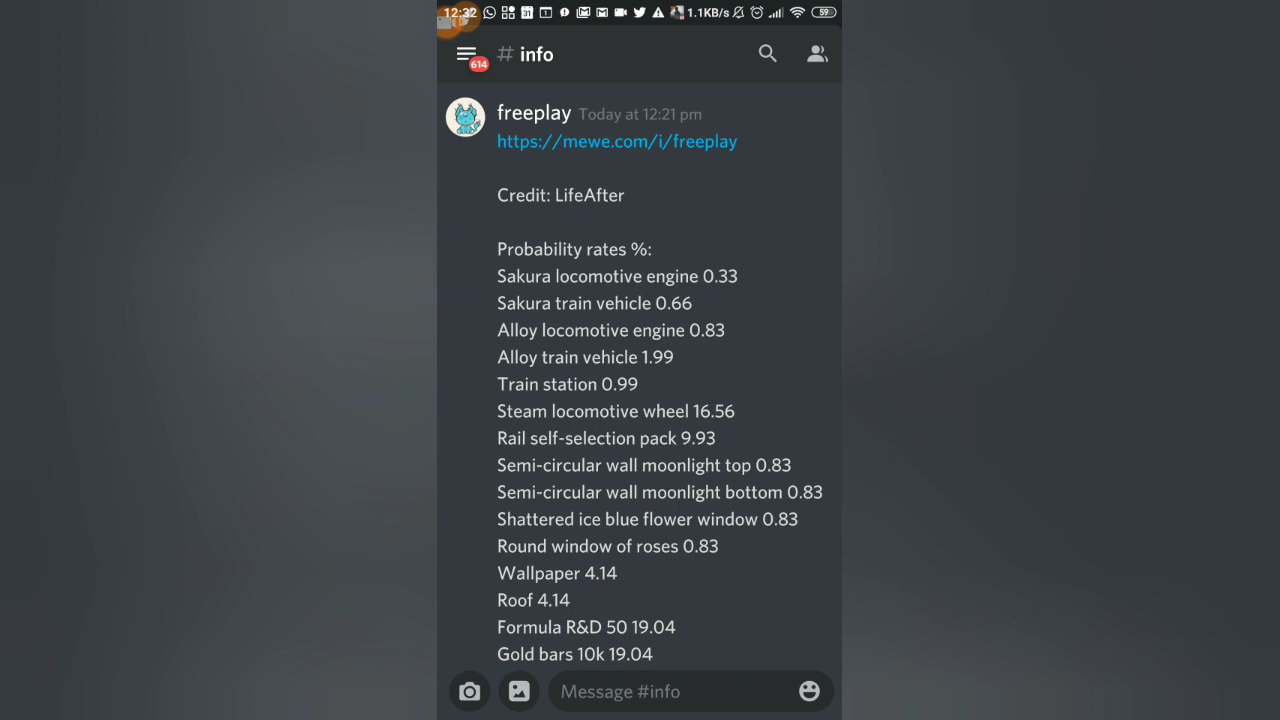 12:32 1.1KB/s 59
614 # info
freeplay Today at 12:21 pm
https://mewe.com/i/freeplay
Credit: LifeAfter
Probability rates %:
Sakura locomotive engine 0.33
Sakura train vehicle 0.66
Alloy locomotive engine 0.83
Alloy train vehicle 1.99
Train station 0.99
Steam locomotive wheel 16.56
Rail self-selection pack 9.93
Semi-circular wall moonlight top 0.83
Semi-circular wall moonlight bottom 0.83
Shattered ice blue flower window 0.83
Round window of roses 0.83
Wallpaper 4.14
Roof 4.14
Formula R&D 50 19.04
Gold bars 10k 19.04
Message #info